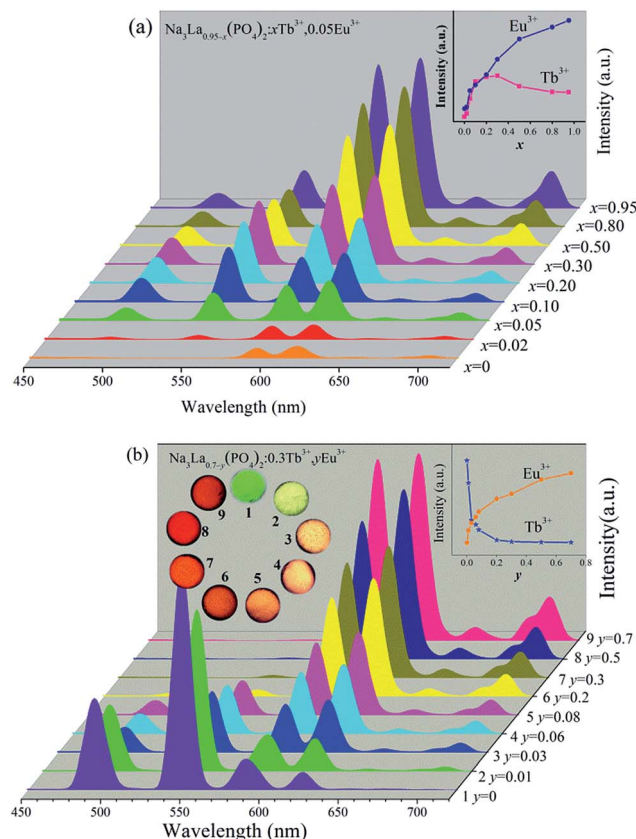 (a)
Na₃La₀.₉₅₋ₓ(PO₄)₂:xTb³⁺,0.05Eu³⁺
Intensity (a.u.)
Eu³⁺
Tb³⁺
0.0 0.2 0.4 0.6 0.8 1.0
x
Intensity (a.u.)
x=0.95
x=0.80
x=0.50
x=0.30
x=0.20
x=0.10
x=0.05
x=0.02
x=0
450 500 550 600 650 700
Wavelength (nm)
(b)
Na₃La₀.₇₋ᵧ(PO₄)₂:0.3Tb³⁺,yEu³⁺
1
2
3
4
5
6
7
8
9
Intensity (a.u.)
Eu³⁺
Tb³⁺
0.0 0.2 0.4 0.6 0.8
y
Intensity(a.u.)
9 y=0.7
8 y=0.5
7 y=0.3
6 y=0.2
5 y=0.08
4 y=0.06
3 y=0.03
2 y=0.01
1 y=0
450 500 550 600 650 700
Wavelength (nm)